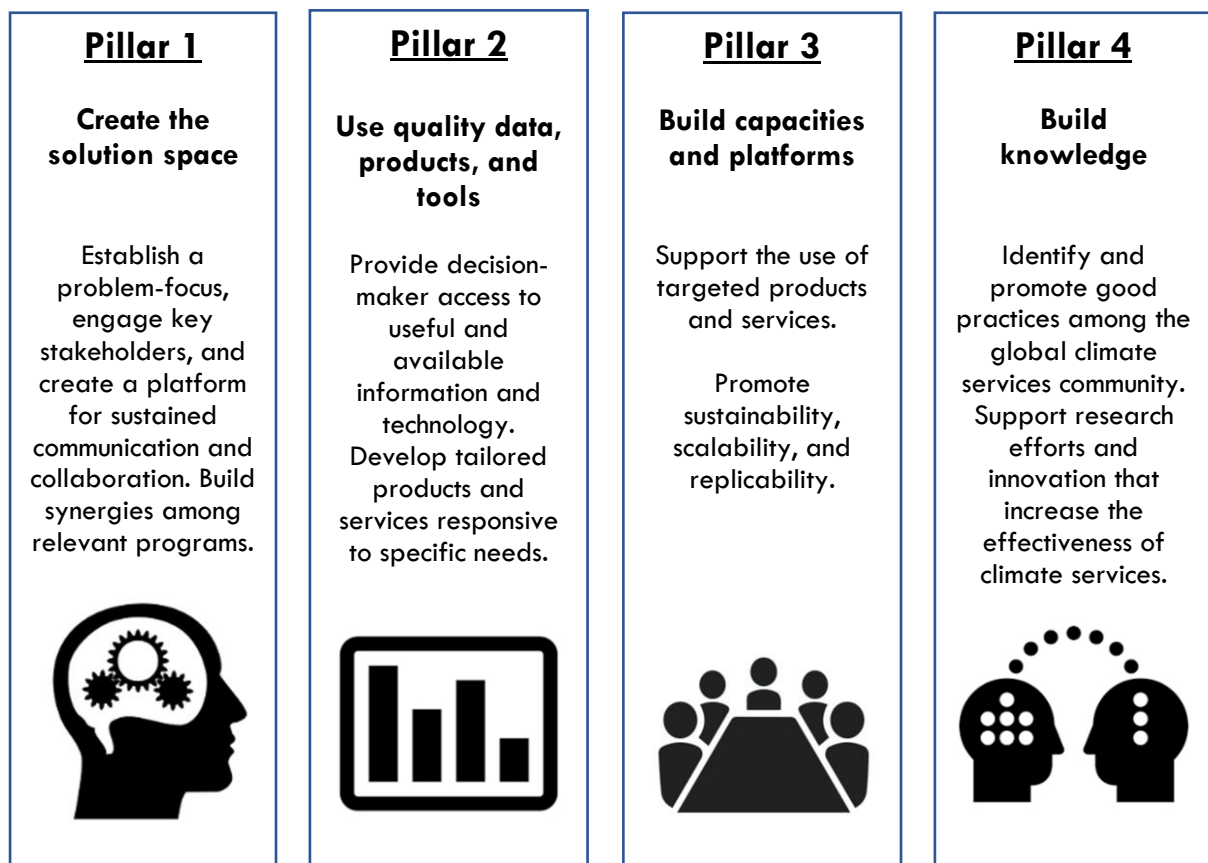 Pillar 1
Create the
solution space
Establish a
problem-focus,
engage key
stakeholders, and
create a platform
for sustained
communication and
collaboration. Build
synergies among
relevant programs.
Pillar 2
Use quality data,
products, and
tools
Provide decision-
maker access to
useful and
available
information and
technology.
Develop tailored
products and
services responsive
to specific needs.
Pillar 3
Build capacities
and platforms
Support the use of
targeted products
and services.
Promote
sustainability,
scalability, and
replicability.
Pillar 4
Build
knowledge
Identify and
promote good
practices among the
global climate
services community.
Support research
efforts and
innovation that
increase the
effectiveness of
climate services.